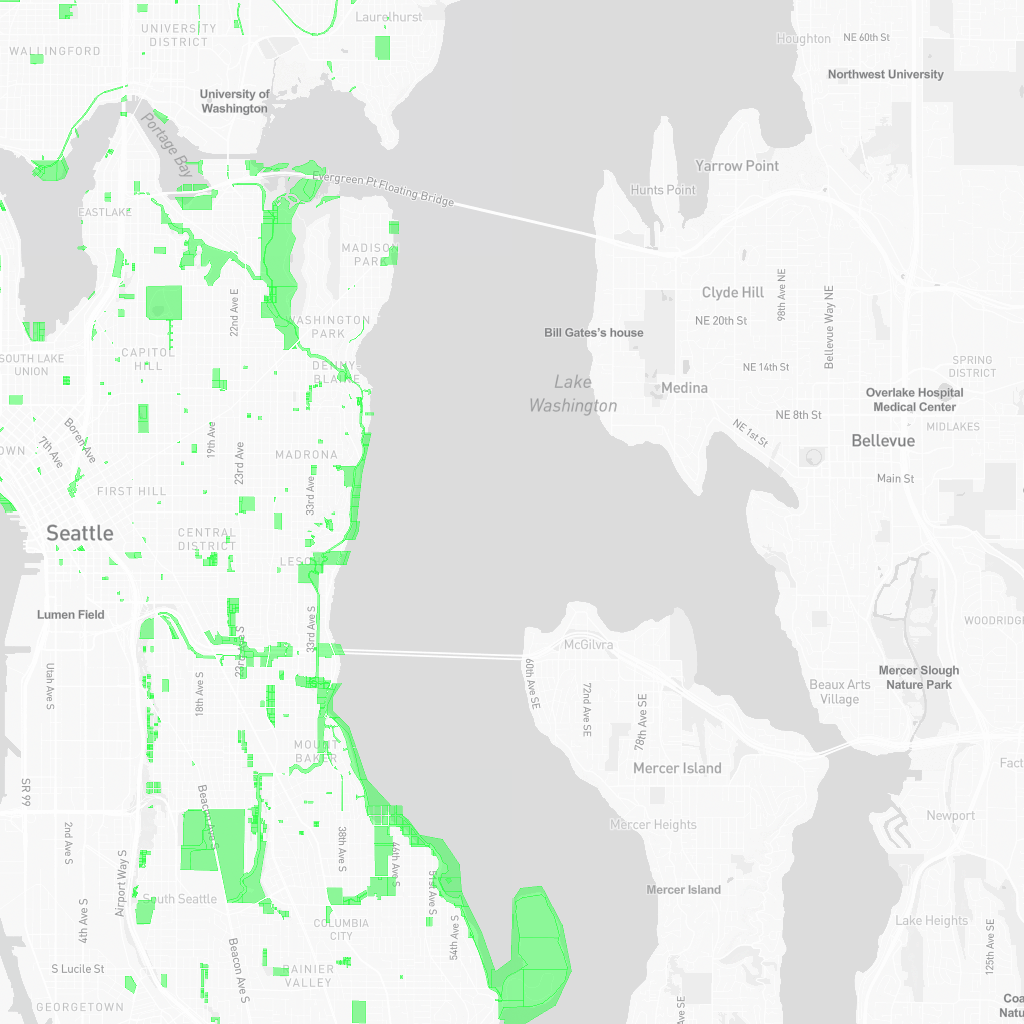 Laurelhurst
UNIVERSITY
DISTRICT
WALLINGFORD
Houghton
NE 60th St
Northwest University
University of
Washington
Portage Bay
Yarrow Point
Evergreen Pt Floating Bridge
Hunts Point
EASTLAKE
MADISON
PARK
22nd Ave E
Clyde Hill
98th Ave NE
Bellevue Way NE
WASHINGTON
PARK
NE 20th St
Bill Gates's house
SOUTH LAKE
UNION
CAPITOL
HILL
DENNY-
BLAINE
NE 14th St
SPRING
DISTRICT
Lake
Washington
Medina
Overlake Hospital
Medical Center
NE 8th St
NE 1st St
MIDLAKES
Boren Ave
7th Ave
19th Ave
23rd Ave
Bellevue
OWN
MADRONA
33rd Ave
Main St
FIRST HILL
Seattle
CENTRAL
DISTRICT
LESCHI
Lumen Field
33rd Ave S
23rd Ave S
WOODRIDGE
McGilvra
60th Ave SE
72nd Ave SE
78th Ave SE
Mercer Slough
Nature Park
Beaux Arts
Village
Utah Ave S
18th Ave S
MOUNT
BAKER
Mercer Island
Fact
SR 99
Beacon Ave S
2nd Ave S
38th Ave S
Mercer Heights
Newport
Airport Way S
46th Ave S
51st Ave S
Mercer Island
South Seattle
4th Ave S
COLUMBIA
CITY
54th Ave S
Lake Heights
125th Ave SE
S Lucile St
Beacon Ave S
RAINIER
VALLEY
GEORGETOWN
Ave SE
Coa
Natu